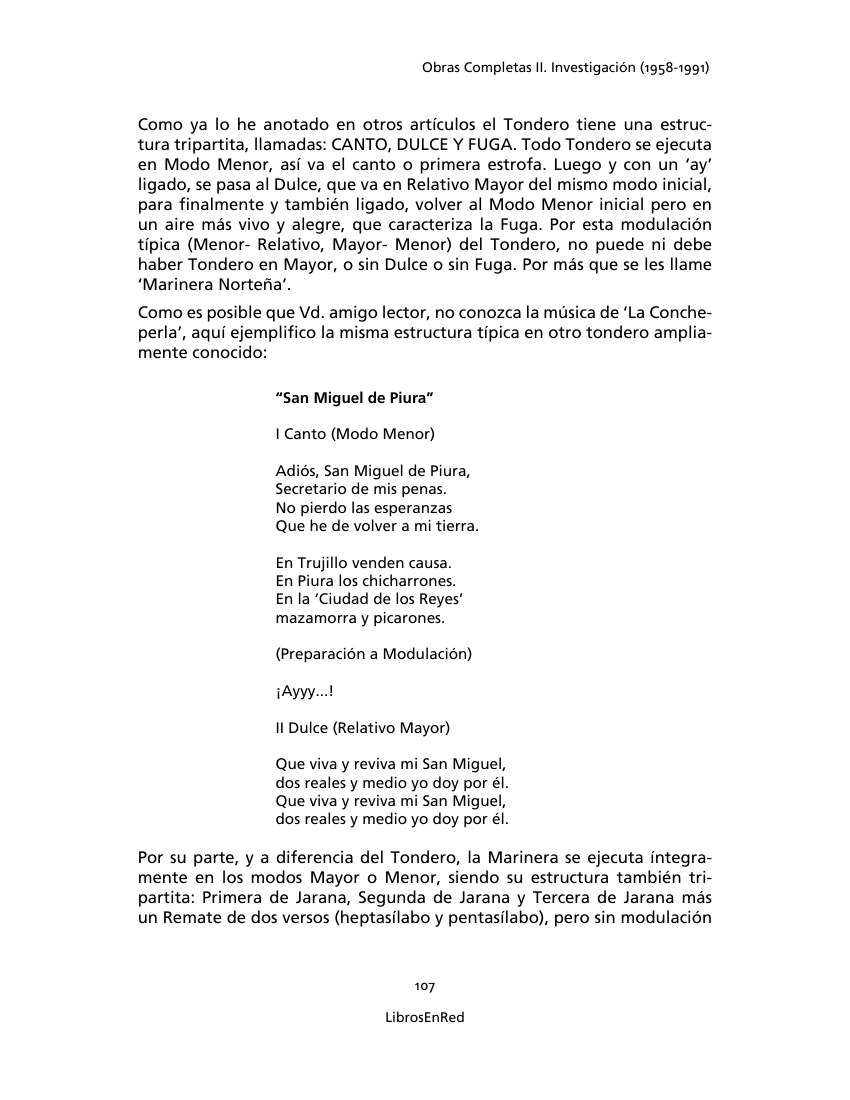 Obras Completas II. Investigación (1958-1991)
Como ya lo he anotado en otros artículos el Tondero tiene una estruc-
tura tripartita, llamadas: CANTO, DULCE Y FUGA. Todo Tondero se ejecuta
en Modo Menor, así va el canto o primera estrofa. Luego y con un ‘ay’
ligado, se pasa al Dulce, que va en Relativo Mayor del mismo modo inicial,
para finalmente y también ligado, volver al Modo Menor inicial pero en
un aire más vivo y alegre, que caracteriza la Fuga. Por esta modulación
típica (Menor- Relativo, Mayor- Menor) del Tondero, no puede ni debe
haber Tondero en Mayor, o sin Dulce o sin Fuga. Por más que se les llame
‘Marinera Norteña’.
Como es posible que Vd. amigo lector, no conozca la música de ‘La Conche-
perla’, aquí ejemplifico la misma estructura típica en otro tondero amplia-
mente conocido:
“San Miguel de Piura”
I Canto (Modo Menor)
Adiós, San Miguel de Piura,
Secretario de mis penas.
No pierdo las esperanzas
Que he de volver a mi tierra.
En Trujillo venden causa.
En Piura los chicharrones.
En la ‘Ciudad de los Reyes’
mazamorra y picarones.
(Preparación a Modulación)
¡Ayyy...!
II Dulce (Relativo Mayor)
Que viva y reviva mi San Miguel,
dos reales y medio yo doy por él.
Que viva y reviva mi San Miguel,
dos reales y medio yo doy por él.
Por su parte, y a diferencia del Tondero, la Marinera se ejecuta íntegra-
mente en los modos Mayor o Menor, siendo su estructura también tri-
partita: Primera de Jarana, Segunda de Jarana y Tercera de Jarana más
un Remate de dos versos (heptasílabo y pentasílabo), pero sin modulación
107
LibrosEnRed